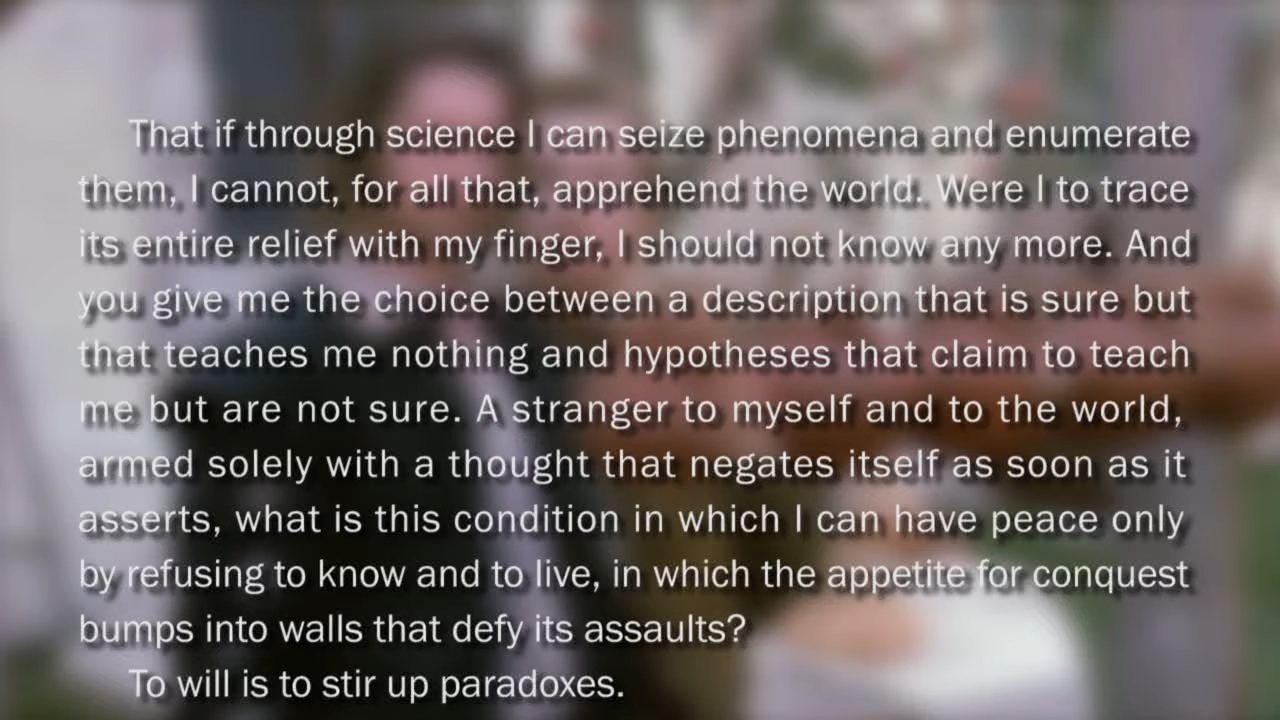 That if through science I can seize phenomena and enumerate
them, I cannot, for all that, apprehend the world. Were I to trace
its entire relief with my finger, I should not know any more. And
you give me the choice between a description that is sure but
that teaches me nothing and hypotheses that claim to teach
me but are not sure. A stranger to myself and to the world,
armed solely with a thought that negates itself as soon as it
asserts, what is this condition in which I can have peace only
by refusing to know and to live, in which the appetite for conquest
bumps into walls that defy its assaults?
To will is to stir up paradoxes.